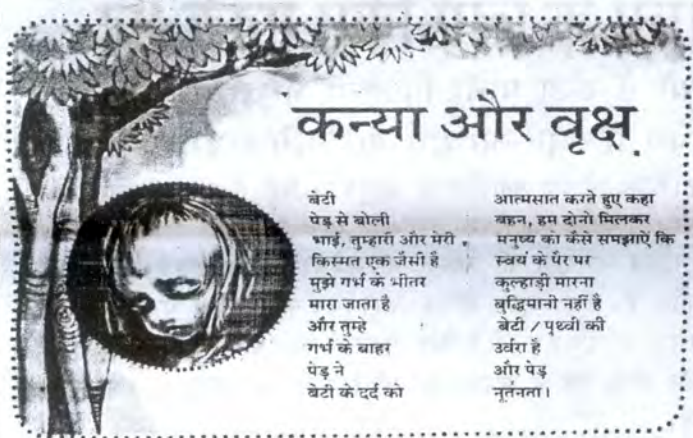 कन्या और वृक्ष
बेटी
पेड़ से बोली
भाई, तुम्हारी और मेरी
किस्मत एक जैसी है
मुझे गर्भ के भीतर
मारा जाता है
और तुम्हे
गर्भ के बाहर
पेड़ ने
बेटी के दर्द को
आत्मसात करते हुए कहा
बहन, हम दोनो मिलकर
मनुष्य को कैसे समझाऐं कि
स्वयं के पैर पर
कुल्हाड़ी मारना
बुद्धिमानी नहीं है
बेटी / पृथ्वी की
उर्वरा है
और पेड़
नूर्तनता।